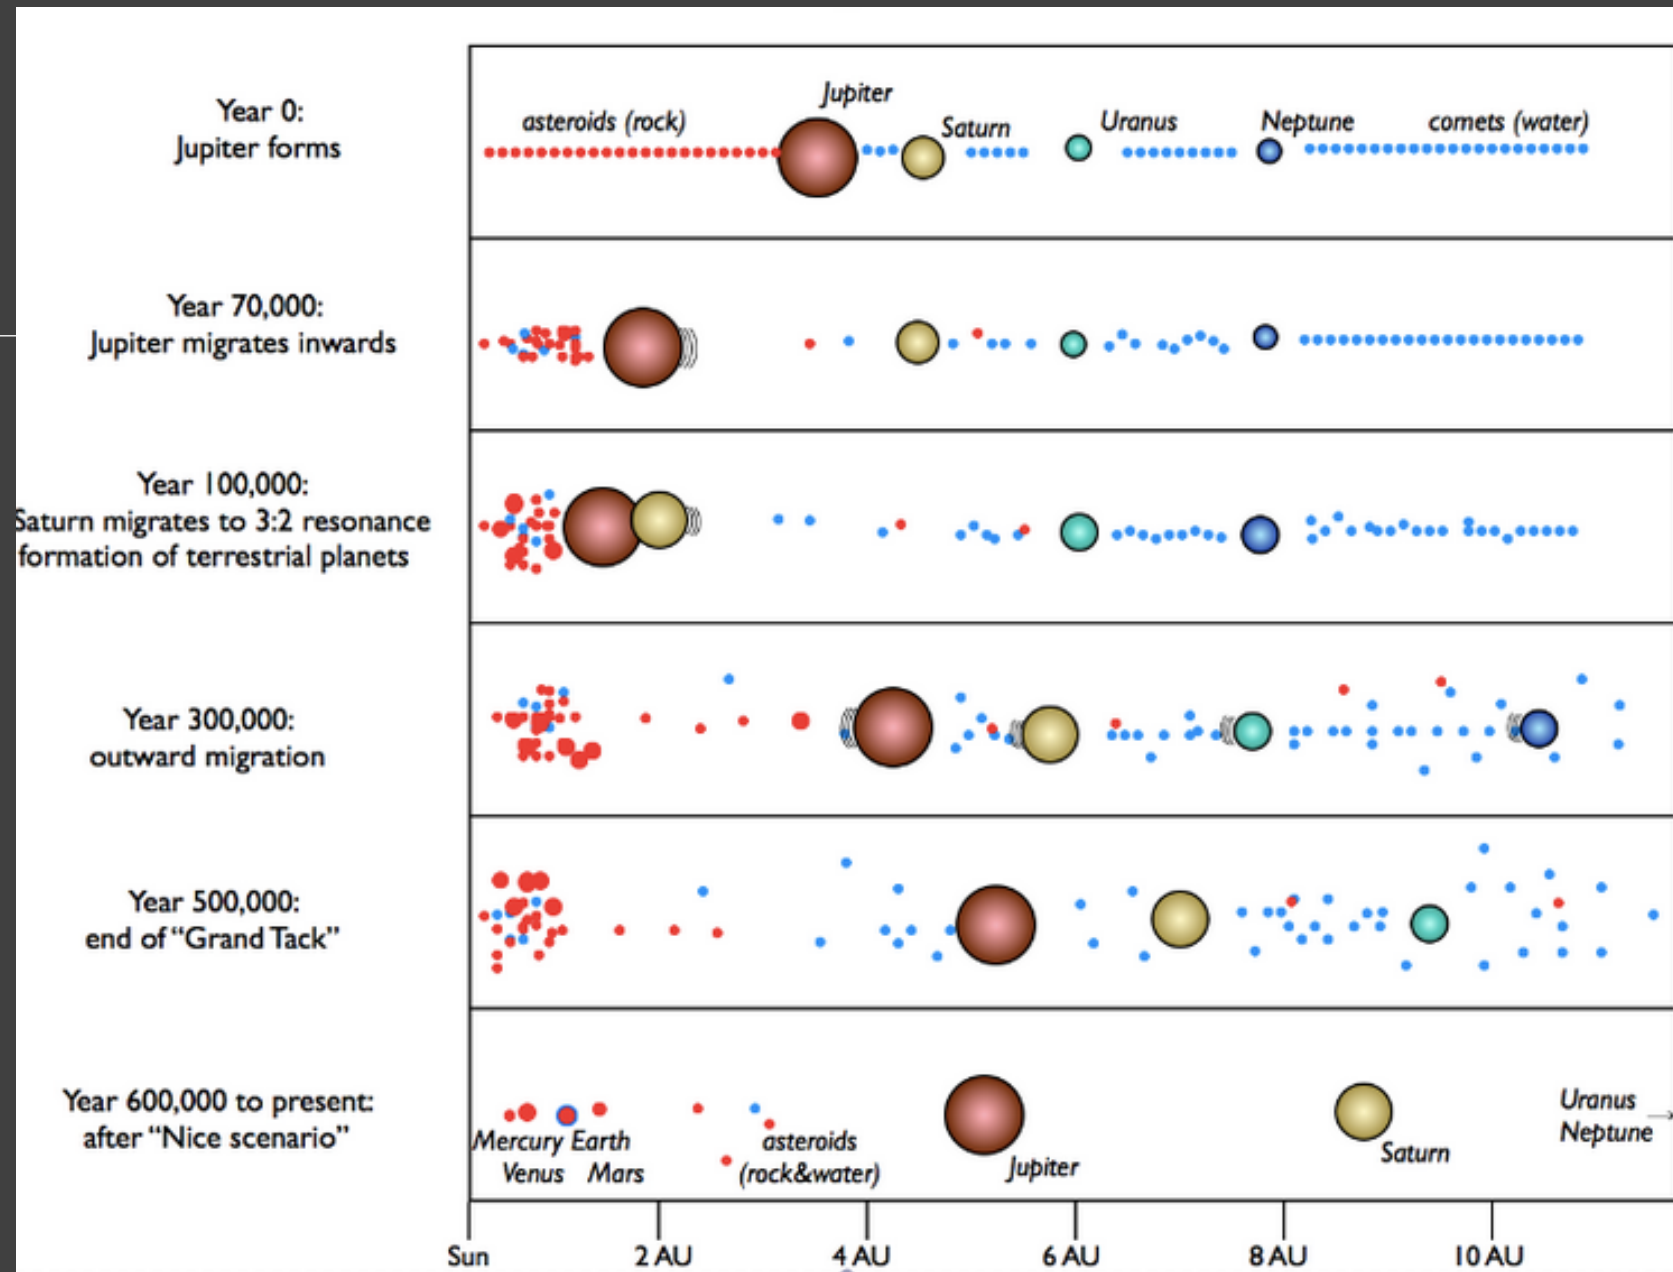 Year 0:
Jupiter forms
asteroids (rock)
Jupiter
Saturn
Uranus
Neptune
comets (water)
Year 70,000:
Jupiter migrates inwards
Year 100,000:
Saturn migrates to 3:2 resonance
formation of terrestrial planets
Year 300,000:
outward migration
Year 500,000:
end of “Grand Tack”
Year 600,000 to present:
after “Nice scenario”
Mercury Earth
Venus Mars
asteroids
(rock&water)
Jupiter
Saturn
Uranus
Neptune
Sun 2 AU 4 AU 6 AU 8 AU 10 AU